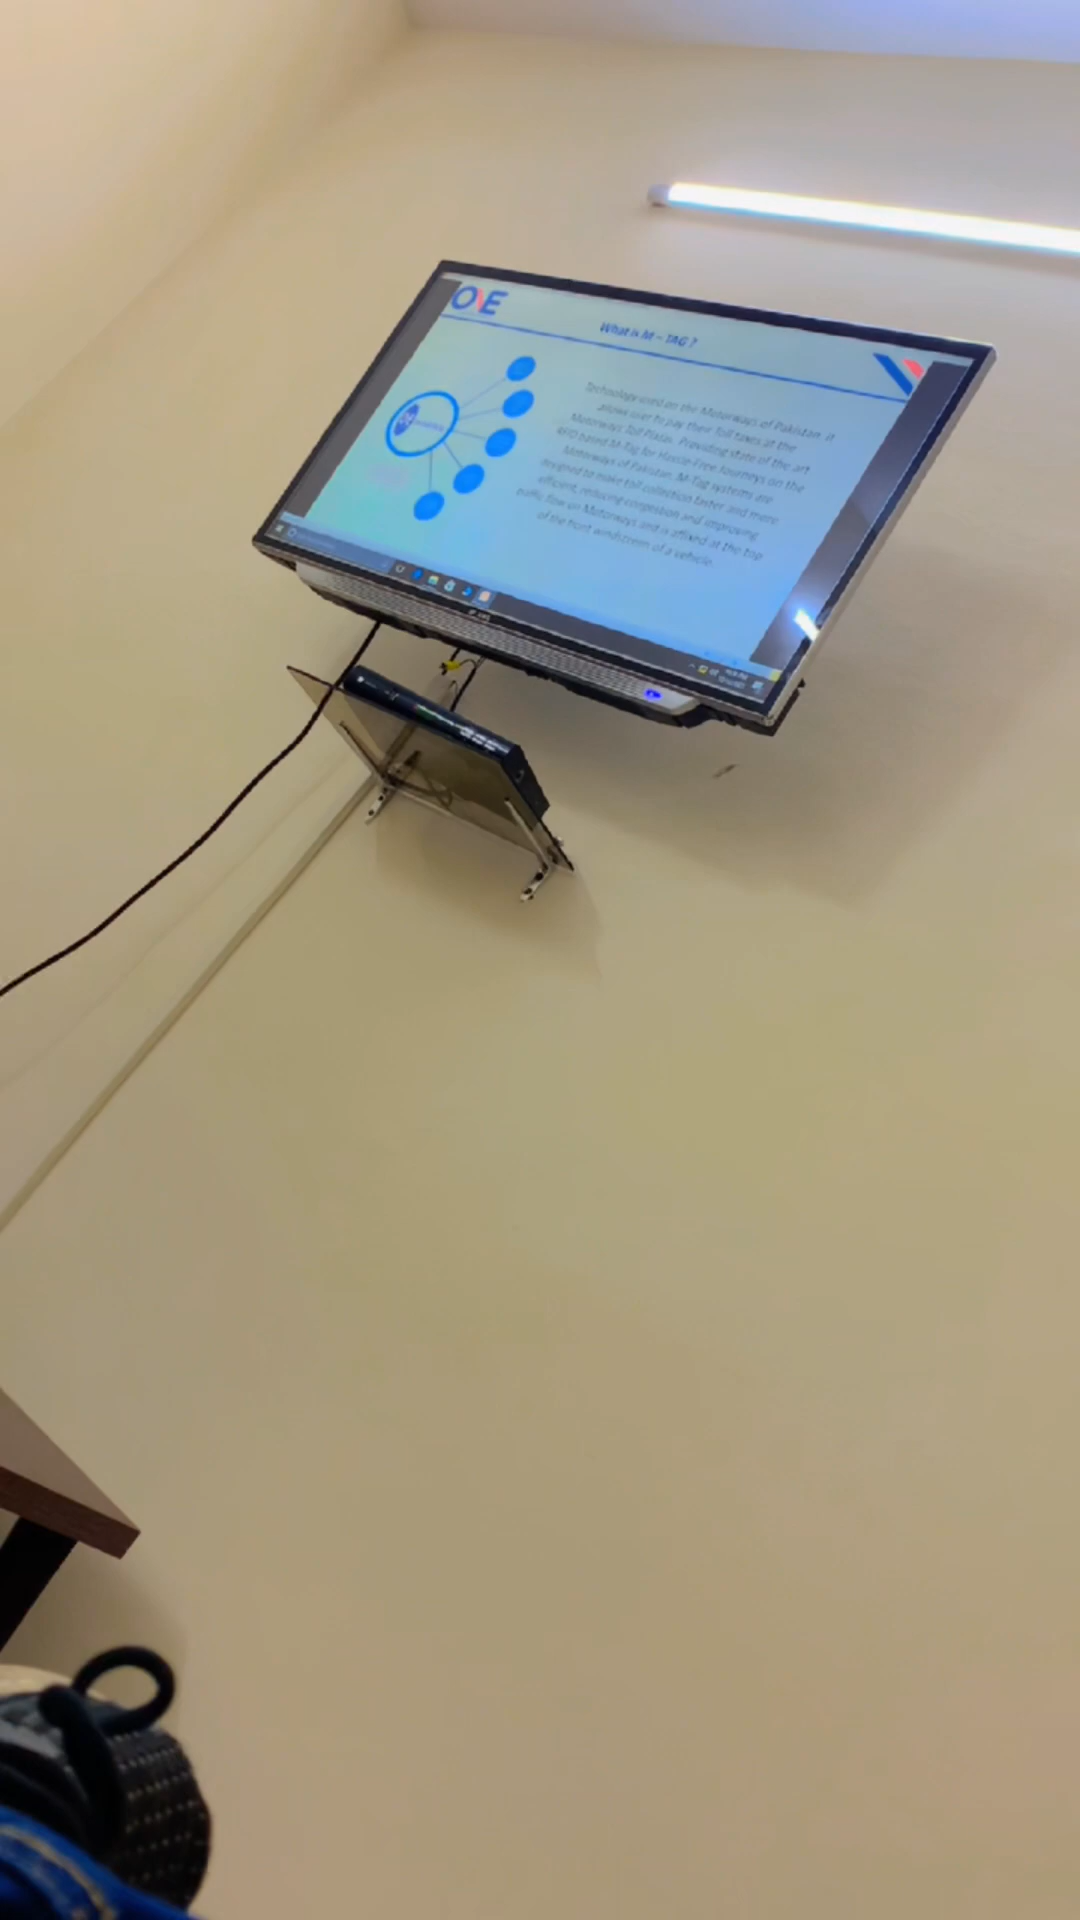 ONE
What is M – TAG ?
Technology used on the Motorways of Pakistan. It
allows user to pay their Toll taxes at the
Motorways Toll Plazas. Providing state of the art
RFID based M-Tag for Hassle-Free Journeys on the
Motorways of Pakistan. M-Tag systems are
designed to make toll collection faster and more
efficient, reducing congestion and improving
traffic flow on Motorways and is affixed at the top
of the front windscreen of a vehicle.